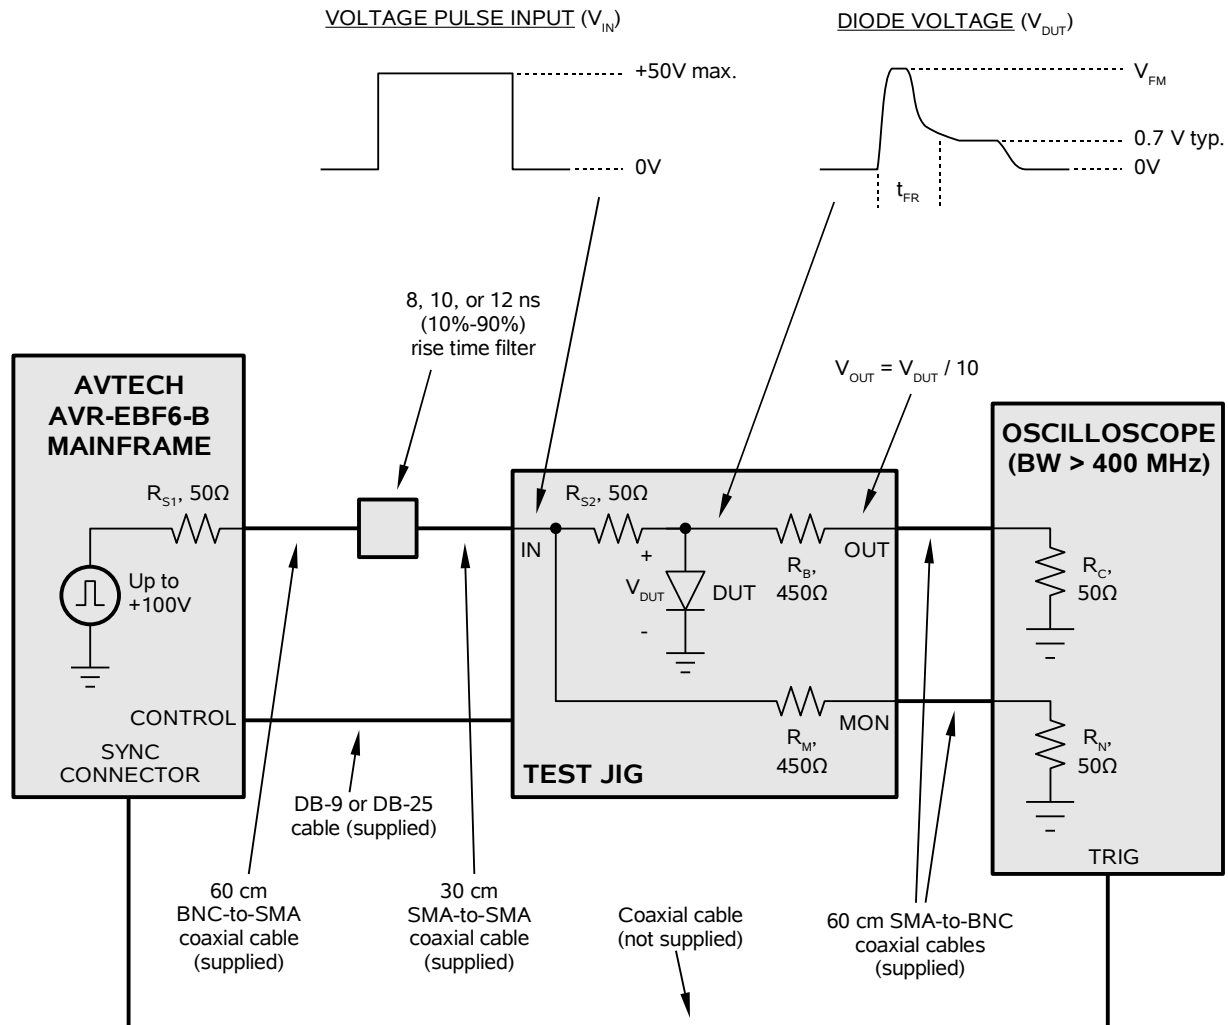 VOLTAGE PULSE INPUT (V_IN)
DIODE VOLTAGE (V_DUT)
+50V max.
0V
V_FM
0.7 V typ.
0V
t_FR
8, 10, or 12 ns
(10%-90%)
rise time filter
V_OUT = V_DUT / 10
AVTECH
AVR-EBF6-B
MAINFRAME
R_S1, 50Ω
Up to
+100V
CONTROL
SYNC
CONNECTOR
R_S2, 50Ω
IN
+
V_DUT
-
DUT
R_B,
450Ω
OUT
R_M,
450Ω
MON
TEST JIG
OSCILLOSCOPE
(BW > 400 MHz)
R_C,
50Ω
R_N,
50Ω
TRIG
DB-9 or DB-25
cable (supplied)
60 cm
BNC-to-SMA
coaxial cable
(supplied)
30 cm
SMA-to-SMA
coaxial cable
(supplied)
Coaxial cable
(not supplied)
60 cm SMA-to-BNC
coaxial cables
(supplied)